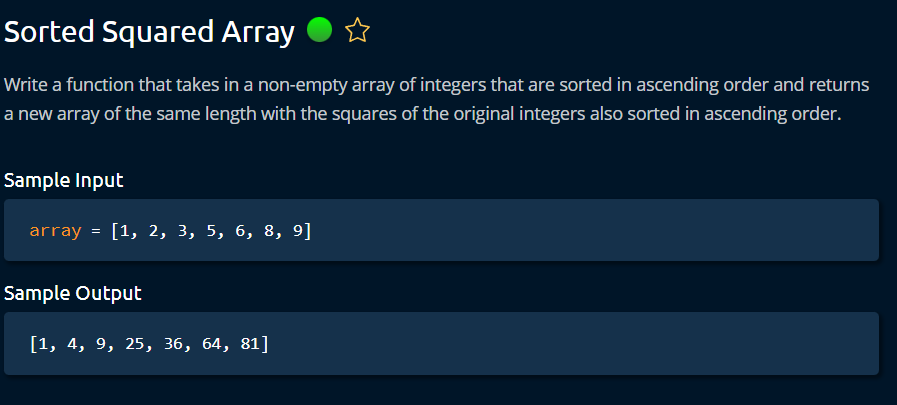 Sorted Squared Array
Write a function that takes in a non-empty array of integers that are sorted in ascending order and returns
a new array of the same length with the squares of the original integers also sorted in ascending order.
Sample Input
array = [1, 2, 3, 5, 6, 8, 9]
Sample Output
[1, 4, 9, 25, 36, 64, 81]